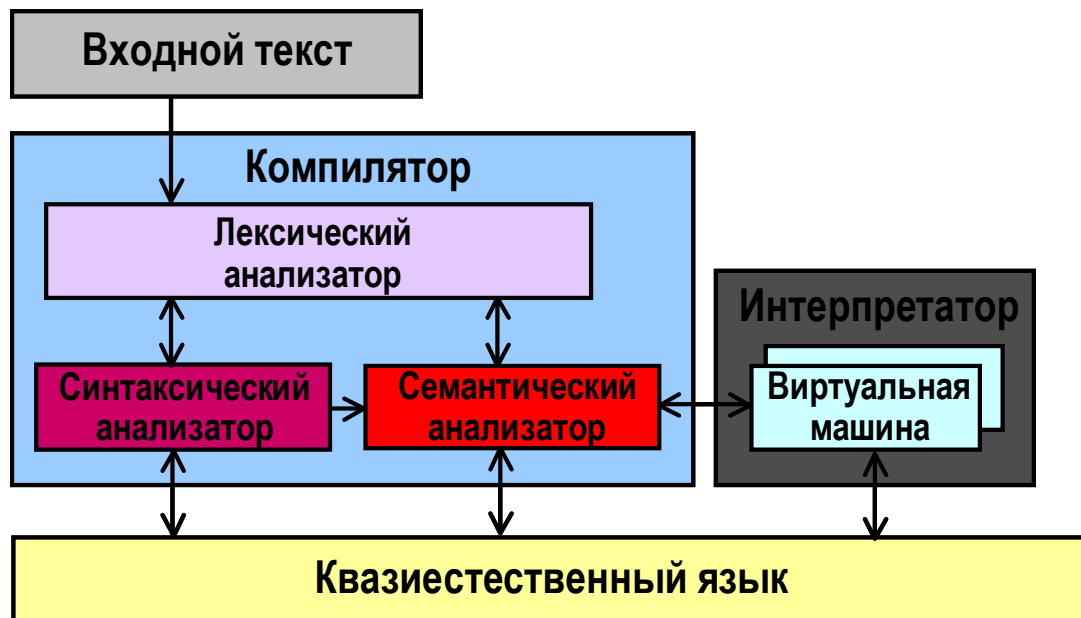 Входной текст
Компилятор
Лексический
анализатор
Интерпретатор
Синтаксический
анализатор
Семантический
анализатор
Виртуальная
машина
Квазиестественный язык